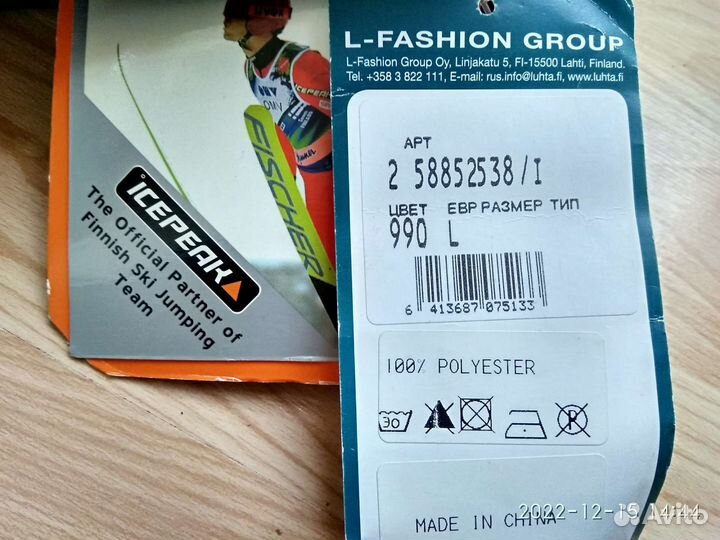 OMV
FISCHER
ICEPEAK
The Official Partner of
Finnish Ski Jumping
Team
L-FASHION GROUP
L-Fashion Group Oy, Linjakatu 5, FI-15500 Lahti, Finland.
Tel. +358 3 822 111, E-mail: rus.info@luhta.fi, www.luhta.fi
АРТ
2 58852538/I
ЦВЕТ ЕВР РАЗМЕР ТИП
990 L
6 413687 075133
100% POLYESTER
30
P
MADE IN CHINA
2022-12-15 14:44
Avito